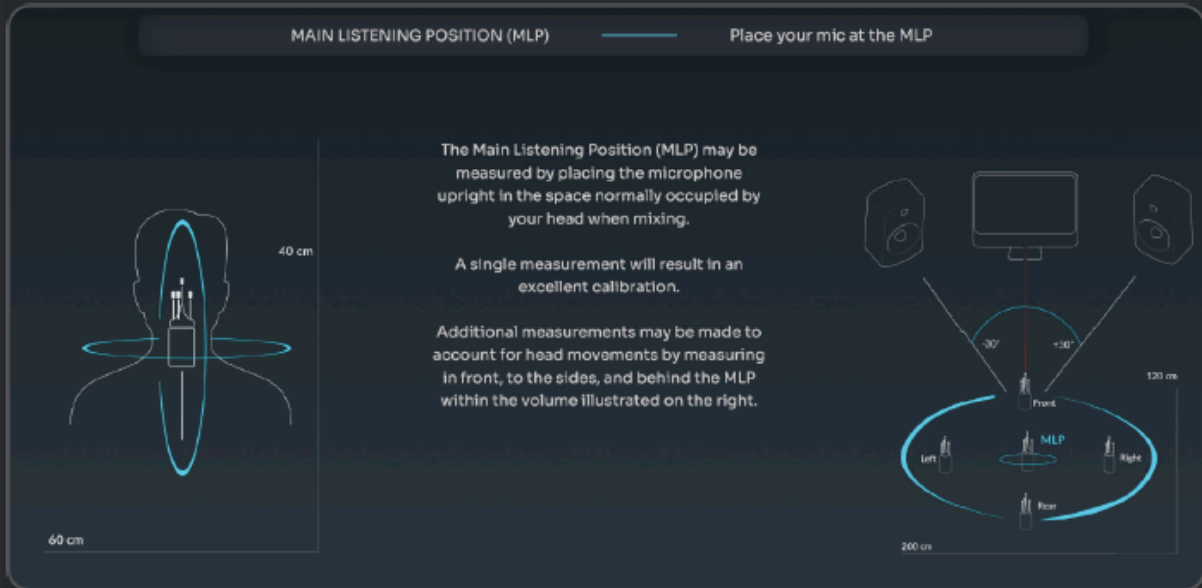 MAIN LISTENING POSITION (MLP)
Place your mic at the MLP
The Main Listening Position (MLP) may be
measured by placing the microphone
upright in the space normally occupied by
your head when mixing.
A single measurement will result in an
excellent calibration.
Additional measurements may be made to
account for head movements by measuring
in front, to the sides, and behind the MLP
within the volume illustrated on the right.
40 cm
60 cm
-30°
+30°
120 cm
Front
MLP
Left
Right
Rear
200 cm